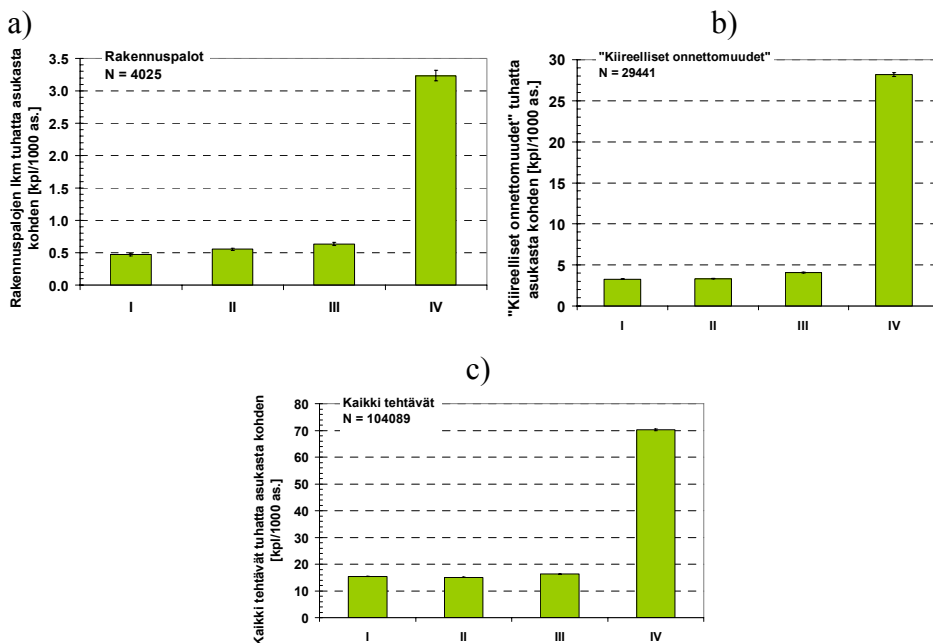 a)
Rakennuspalojen lkm tuhatta asukasta
kohden [kpl/1000 as.]
Rakennuspalot
N = 4025
3.5
3.0
2.5
2.0
1.5
1.0
0.5
0.0
I II III IV
b)
"Kiireelliset onnettomuudet" tuhatta
asukasta kohden [kpl/1000 as.]
"Kiireelliset onnettomuudet"
N = 29441
30
25
20
15
10
5
0
I II III IV
c)
Kaikki tehtävät tuhatta asukasta kohden
[kpl/1000 as.]
Kaikki tehtävät
N = 104089
80
70
60
50
40
30
20
10
0
I II III IV